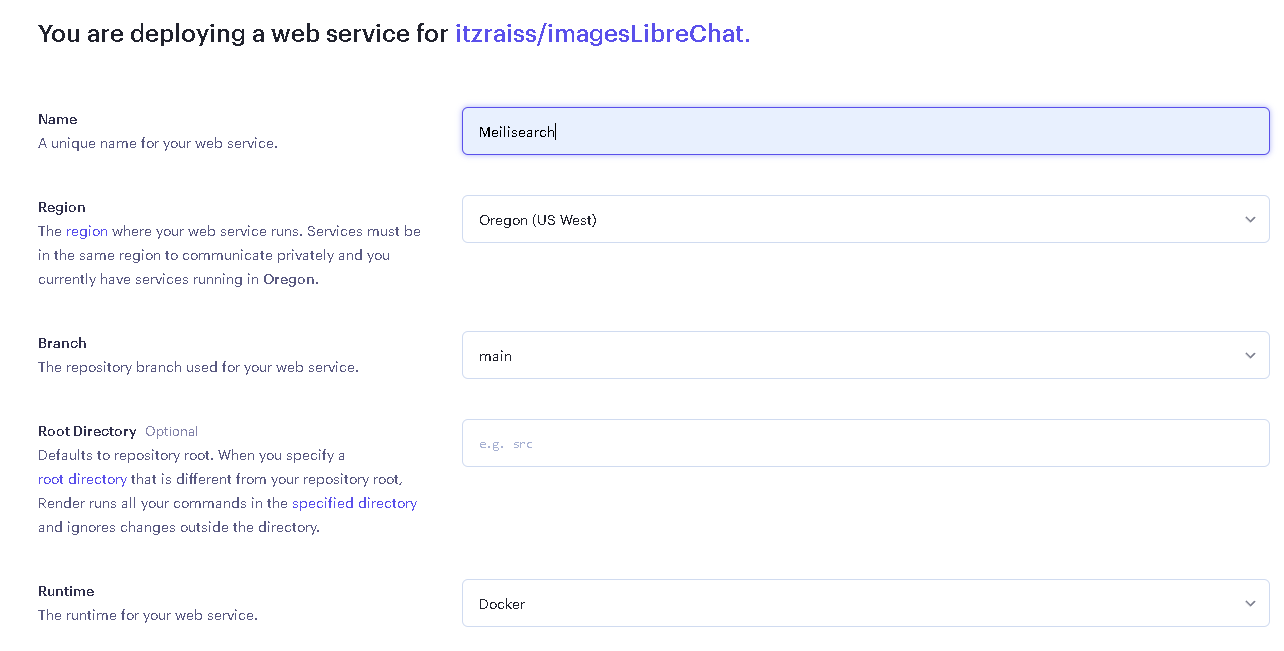 You are deploying a web service for itzraiss/imagesLibreChat.
Name
A unique name for your web service.
Meilisearch
Region
The region where your web service runs. Services must be
in the same region to communicate privately and you
currently have services running in Oregon.
Oregon (US West)
Branch
The repository branch used for your web service.
main
Root Directory Optional
Defaults to repository root. When you specify a
root directory that is different from your repository root,
Render runs all your commands in the specified directory
and ignores changes outside the directory.
e.g. src
Runtime
The runtime for your web service.
Docker